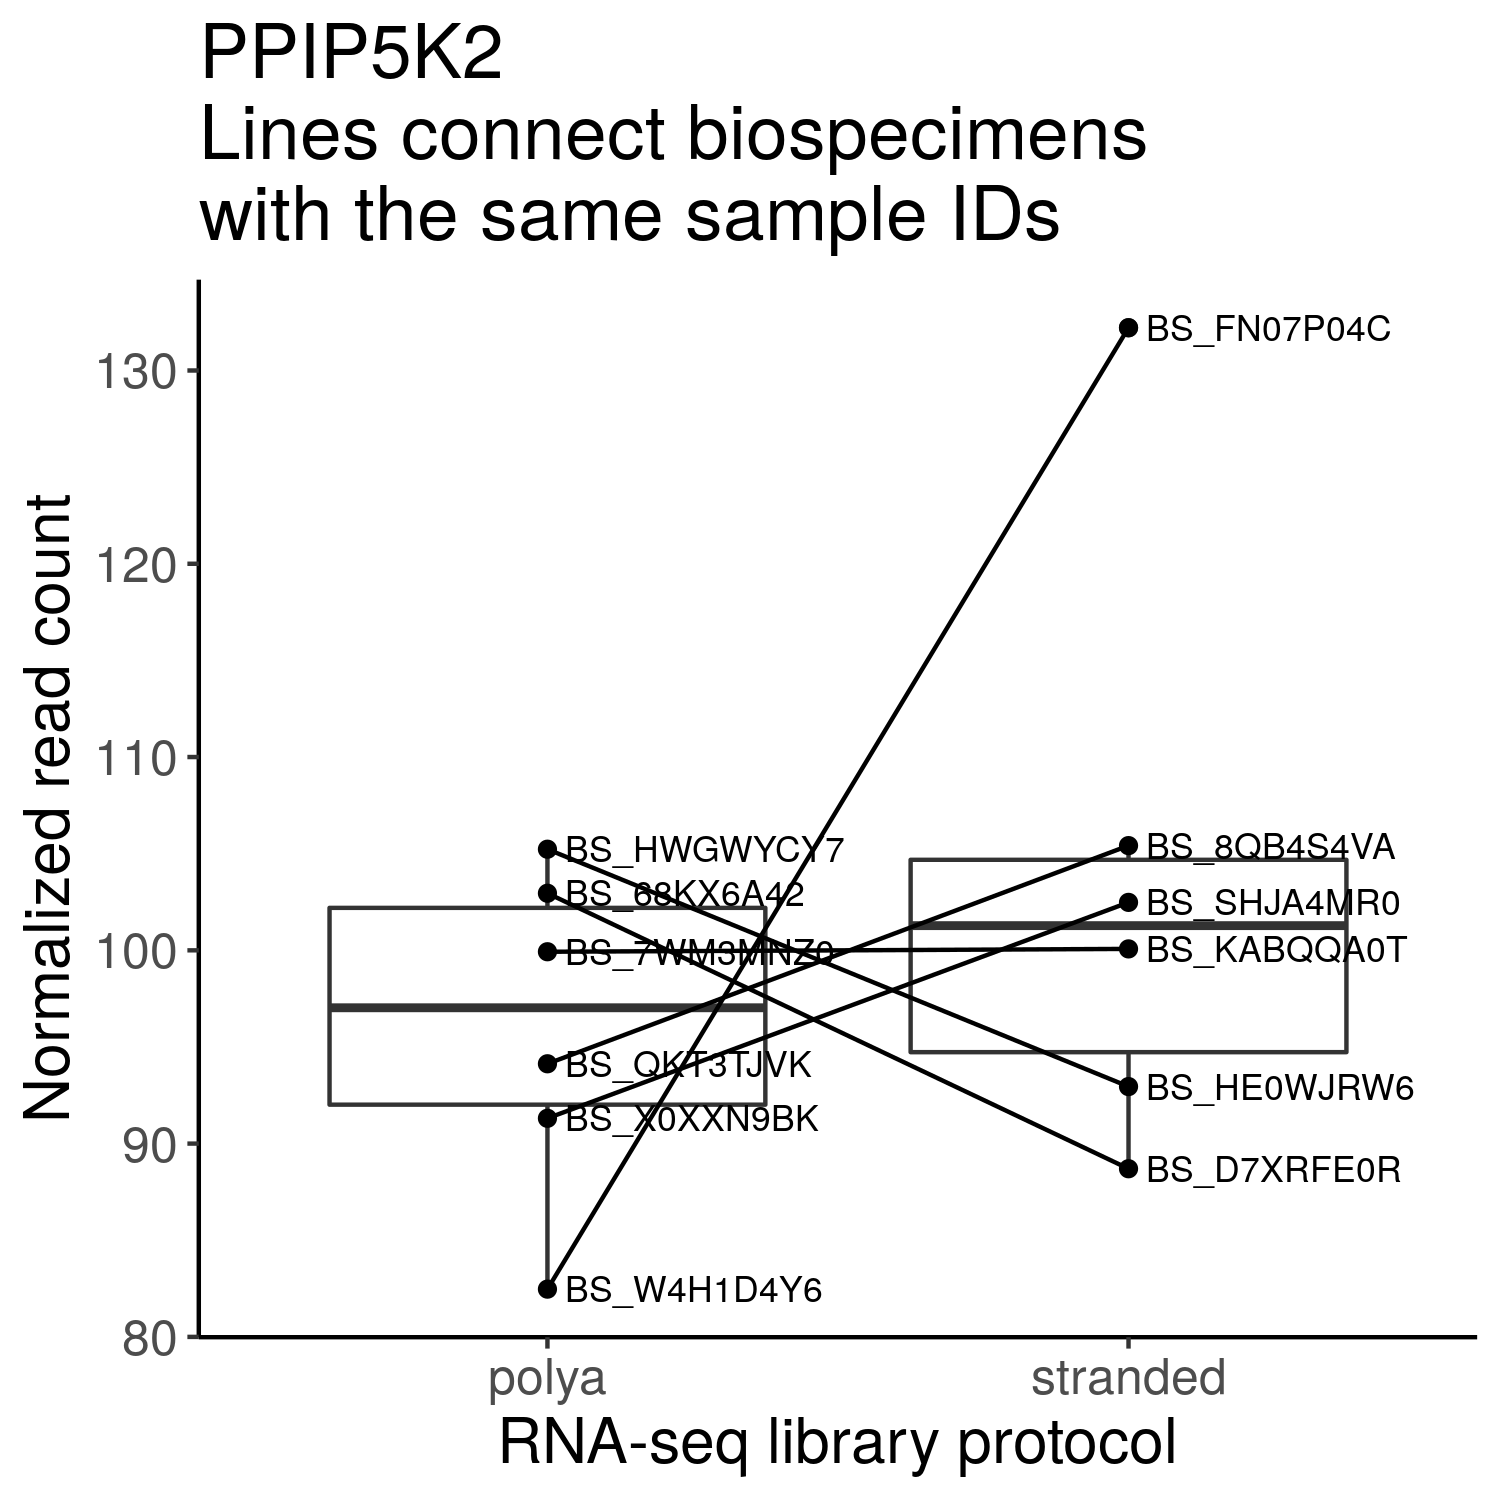 PPIP5K2
Lines connect biospecimens
with the same sample IDs
Normalized read count
130
120
110
100
90
80
BS_FN07P04C
BS_HWGWYCY7
BS_68KX6A42
BS_7WM3MNZ0
BS_QKT3TJVK
BS_X0XXN9BK
BS_W4H1D4Y6
BS_8QB4S4VA
BS_SHJA4MR0
BS_KABQQA0T
BS_HE0WJRW6
BS_D7XRFE0R
polya
stranded
RNA-seq library protocol